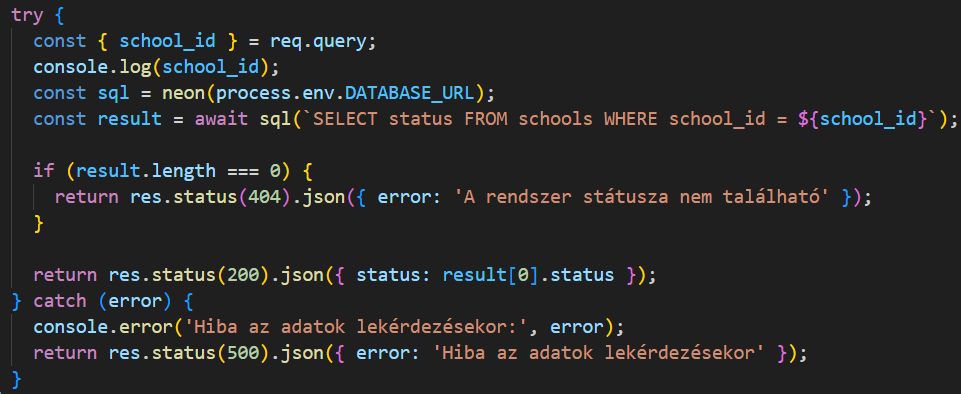 try {
const { school_id } = req.query;
console.log(school_id);
const sql = neon(process.env.DATABASE_URL);
const result = await sql(`SELECT status FROM schools WHERE school_id = ${school_id}`);
if (result.length === 0) {
return res.status(404).json({ error: 'A rendszer státusza nem található' });
}
return res.status(200).json({ status: result[0].status });
} catch (error) {
console.error('Hiba az adatok lekérdezésekor:', error);
return res.status(500).json({ error: 'Hiba az adatok lekérdezésekor' });
}